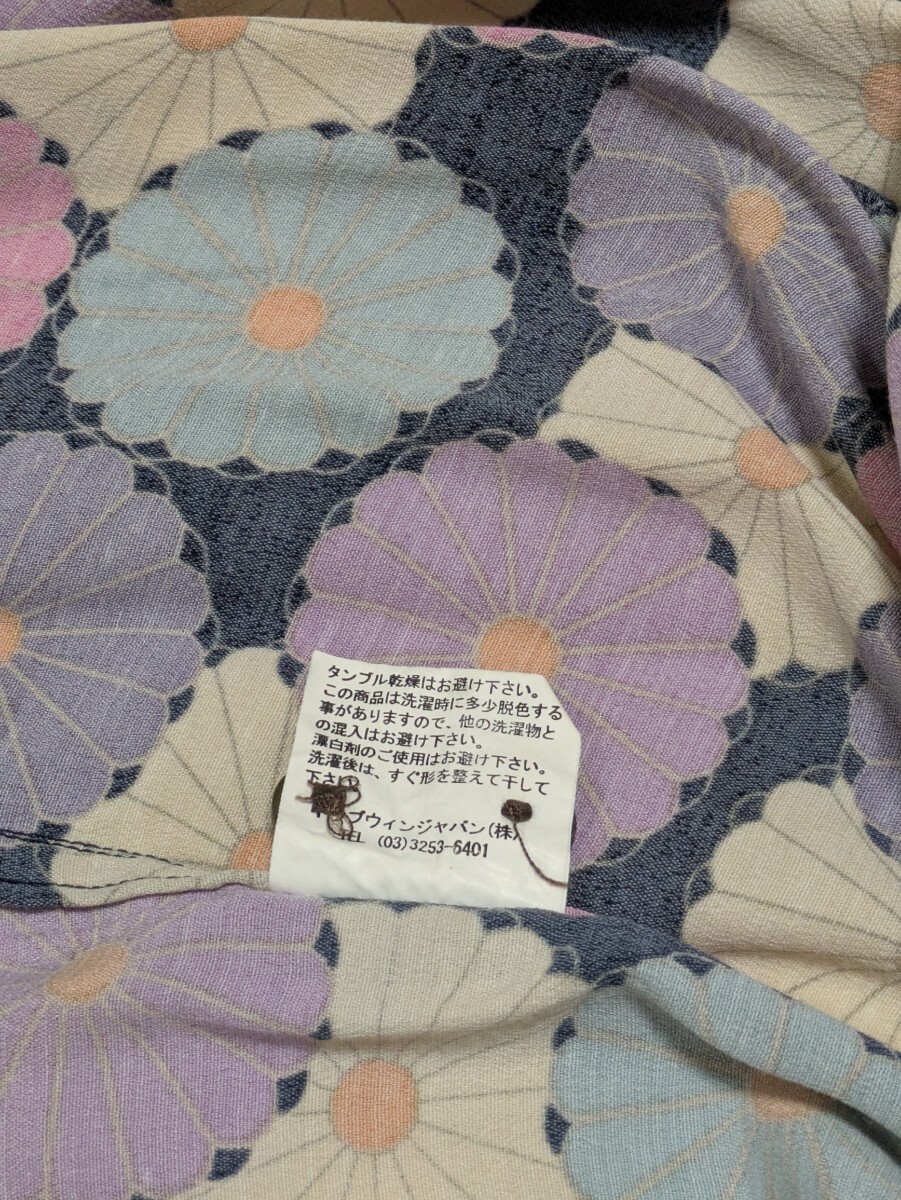 タンブル乾燥はお避け下さい。
この商品は洗濯時に多少脱色する
事がありますので、他の洗濯物と
の混入はお避け下さい。
漂白剤のご使用はお避け下さい。
洗濯後は、すぐ形を整えて干して
下さい
プウィンジャパン(株)
TEL (03)3253-6401